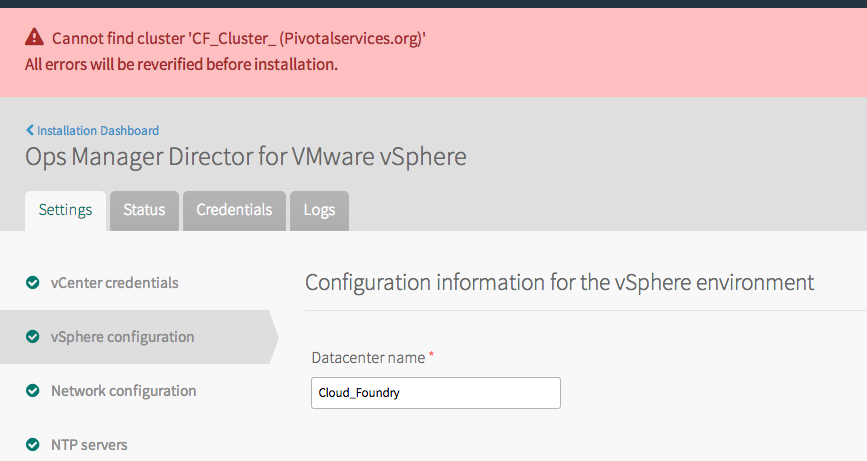 Cannot find cluster 'CF_Cluster_ (Pivotalservices.org)'
All errors will be reverified before installation.
Installation Dashboard
Ops Manager Director for VMware vSphere
Settings
Status
Credentials
Logs
vCenter credentials
vSphere configuration
Network configuration
NTP servers
Configuration information for the vSphere environment
Datacenter name *
Cloud_Foundry